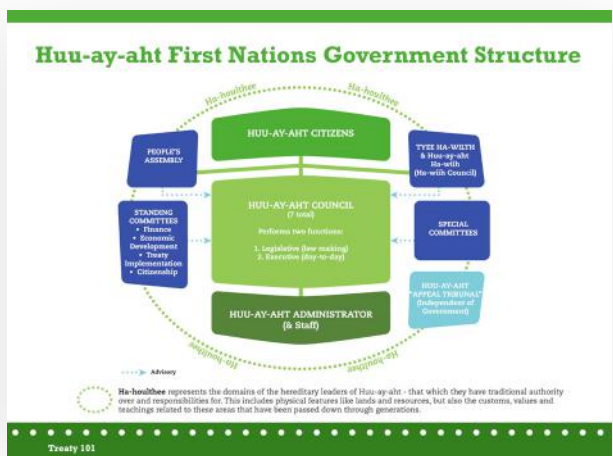 Huu-ay-aht First Nations Government Structure
Ha-houlthee
Ha-houlthee
HUU-AY-AHT CITIZENS
PEOPLE'S
ASSEMBLY
TYEE HA-WILTH
& Huu-ay-aht
Ha-wiih
(Ha-wiih Council)
HUU-AY-AHT COUNCIL
(7 total)
Performs two functions:
1. Legislative (law making)
2. Executive (day-to-day)
STANDING
COMMITTEES
• Finance
• Economic
Development
• Treaty
Implementation
• Citizenship
SPECIAL
COMMITTEES
HUU-AY-AHT
"APPEAL TRIBUNAL"
(Independent of
Government)
HUU-AY-AHT ADMINISTRATOR
(& Staff)
Ha-houlthee
Ha-houlthee
Advisory
Ha-houlthee represents the domains of the hereditary leaders of Huu-ay-aht - that which they have traditional authority
over and responsibilities for. This includes physical features like lands and resources, but also the customs, values and
teachings related to these areas that have been passed down through generations.
Treaty 101